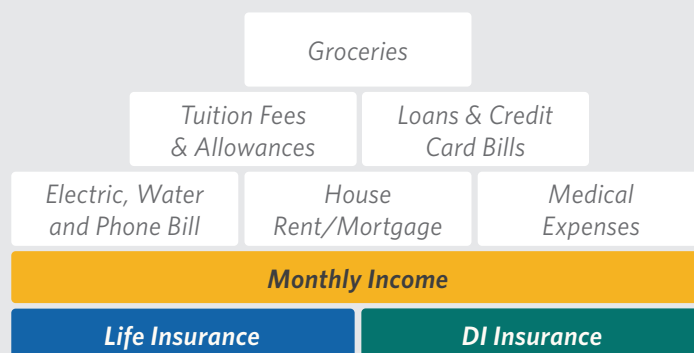 Groceries
Tuition Fees
& Allowances
Loans & Credit
Card Bills
Electric, Water
and Phone Bill
House
Rent/Mortgage
Medical
Expenses
Monthly Income
Life Insurance
DI Insurance